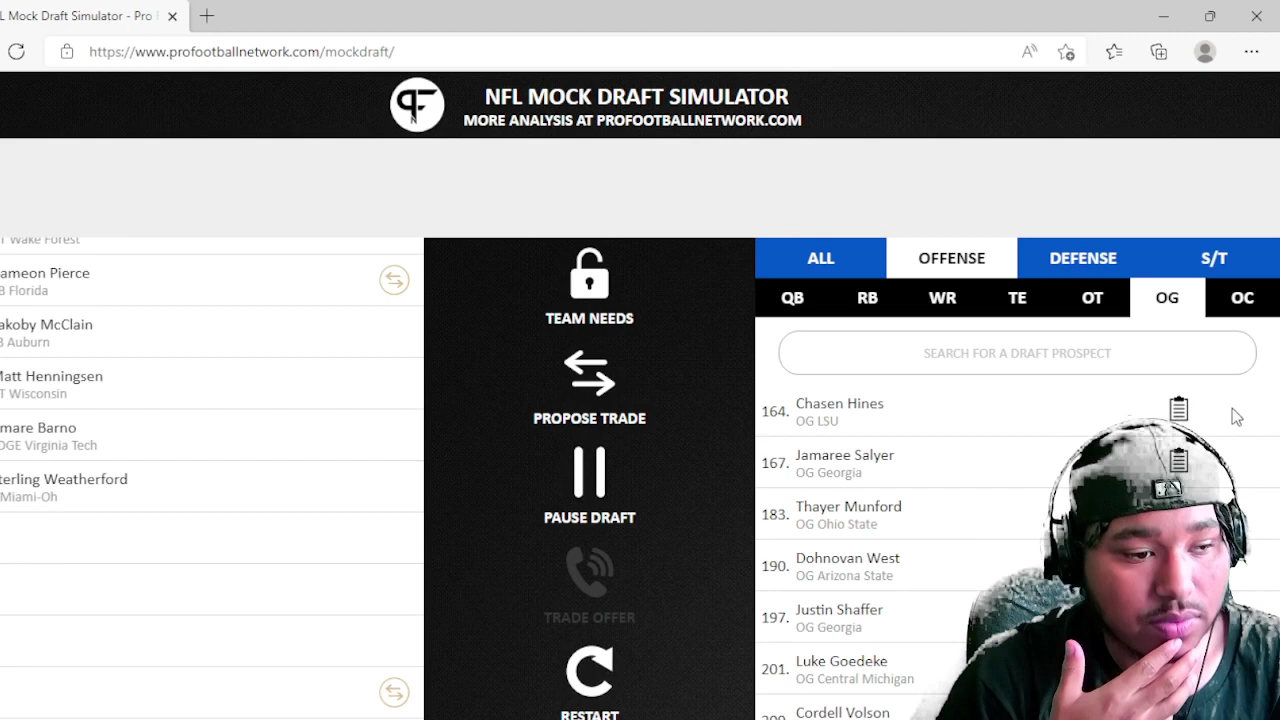 FL Mock Draft Simulator - Pro F
https://www.profootballnetwork.com/mockdraft/
NFL MOCK DRAFT SIMULATOR
MORE ANALYSIS AT PROFOOTBALLNETWORK.COM
T Wake Forest
ameon Pierce
B Florida
akoby McClain
B Auburn
Matt Henningsen
T Wisconsin
mare Barno
DGE Virginia Tech
terling Weatherford
Miami-Oh
TEAM NEEDS
PROPOSE TRADE
PAUSE DRAFT
TRADE OFFER
RESTART
ALL OFFENSE DEFENSE S/T
QB RB WR TE OT OG OC
SEARCH FOR A DRAFT PROSPECT
164. Chasen Hines
OG LSU
167. Jamaree Salyer
OG Georgia
183. Thayer Munford
OG Ohio State
190. Dohnovan West
OG Arizona State
197. Justin Shaffer
OG Georgia
201. Luke Goedeke
OG Central Michigan
Cordell Volson